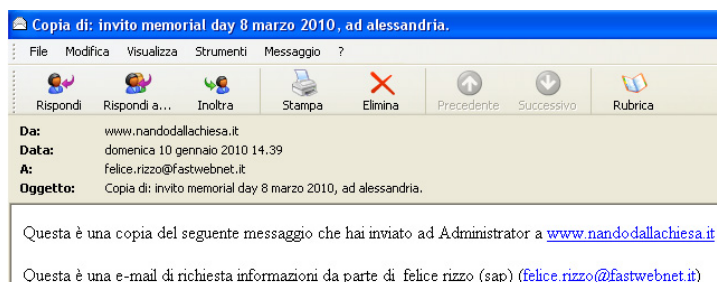 Copia di: invito memorial day 8 marzo 2010, ad alessandria.
File Modifica Visualizza Strumenti Messaggio ?
Rispondi Rispondi a... Inoltra Stampa Elimina Precedente Successivo Rubrica
Da: www.nandodallachiesa.it
Data: domenica 10 gennaio 2010 14.39
A: felice.rizzo@fastwebnet.it
Oggetto: Copia di: invito memorial day 8 marzo 2010, ad alessandria.
Questa è una copia del seguente messaggio che hai inviato ad Administrator a www.nandodallachiesa.it
Questa è una e-mail di richiesta informazioni da parte di felice rizzo (sap) (felice.rizzo@fastwebnet.it)